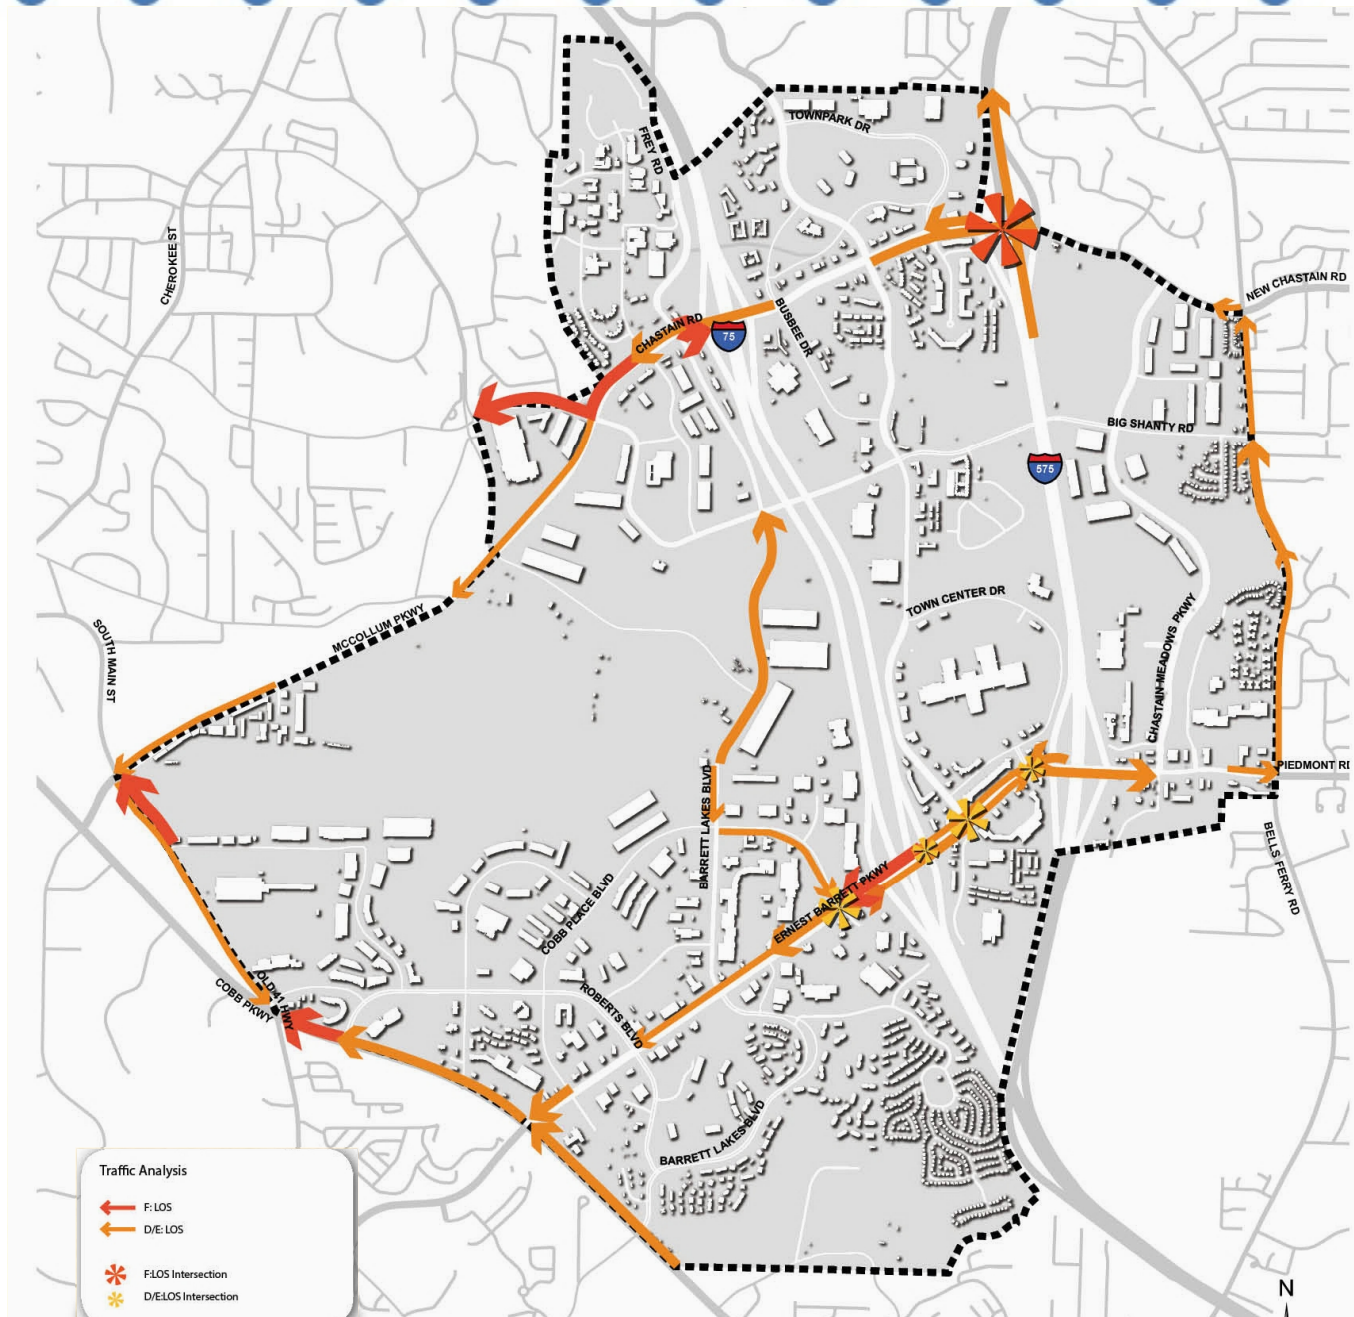 TOWNPARK DR
FREY RD
CHEROKEE ST
NEW CHASTAIN RD
CHASTAIN RD
75
BUSBEE DR
BIG SHANTY RD
575
TOWN CENTER DR
MCCOLLUM PKWY
SOUTH MAIN ST
CHASTAIN MEADOWS PKWY
PIEDMONT RD
BARRETT LAKES BLVD
BELLS FERRY RD
ERNEST BARRETT PKWY
COBB PLACE BLVD
OLD 41 HWY
COBB PKWY
ROBERTS BLVD
BARRETT LAKES BLVD
Traffic Analysis
F: LOS
D/E: LOS
F:LOS Intersection
D/E:LOS Intersection
N